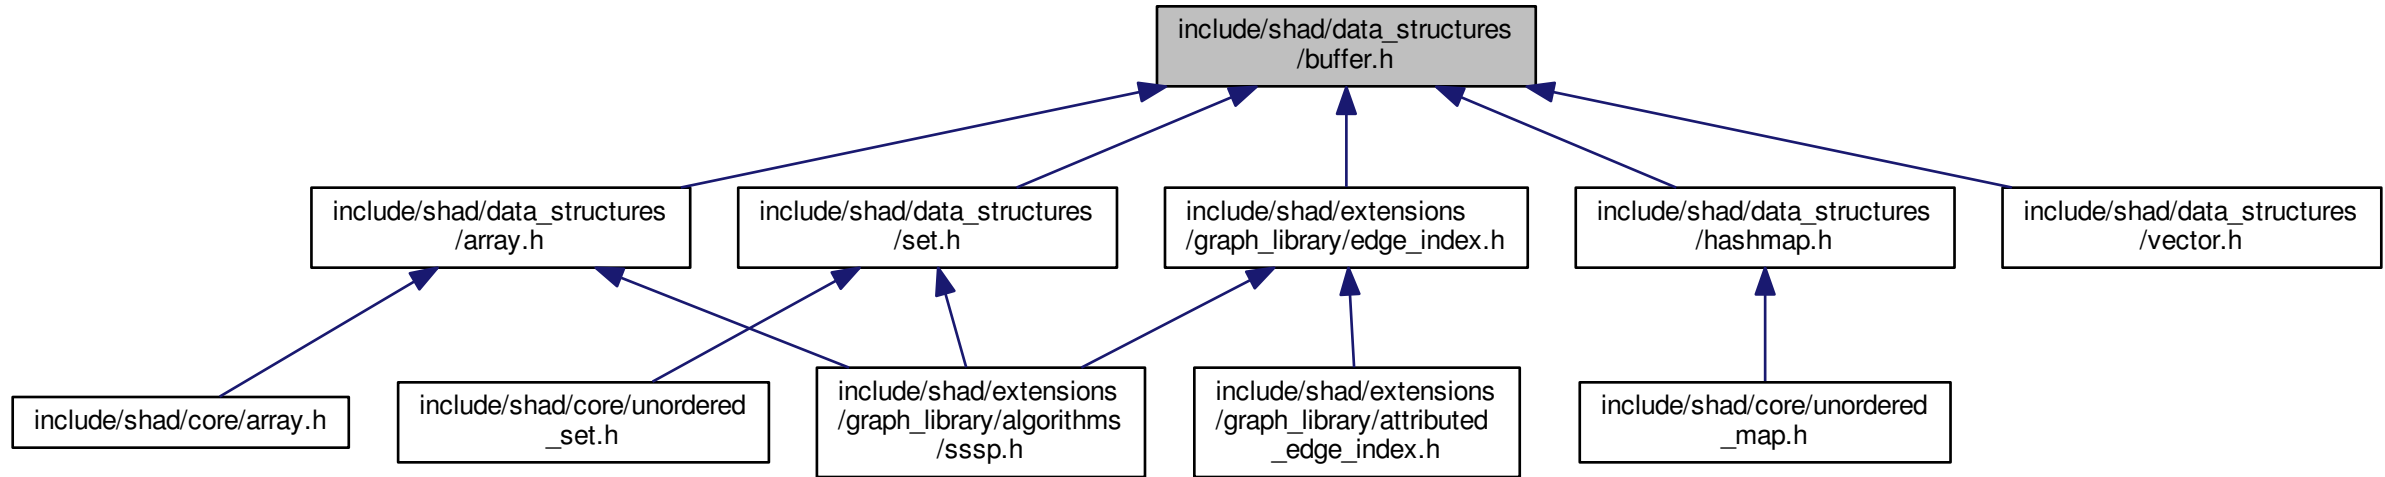 include/shad/data_structures
/buffer.h
include/shad/data_structures
/array.h
include/shad/data_structures
/set.h
include/shad/extensions
/graph_library/edge_index.h
include/shad/data_structures
/hashmap.h
include/shad/data_structures
/vector.h
include/shad/core/array.h
include/shad/core/unordered
_set.h
include/shad/extensions
/graph_library/algorithms
/sssp.h
include/shad/extensions
/graph_library/attributed
_edge_index.h
include/shad/core/unordered
_map.h